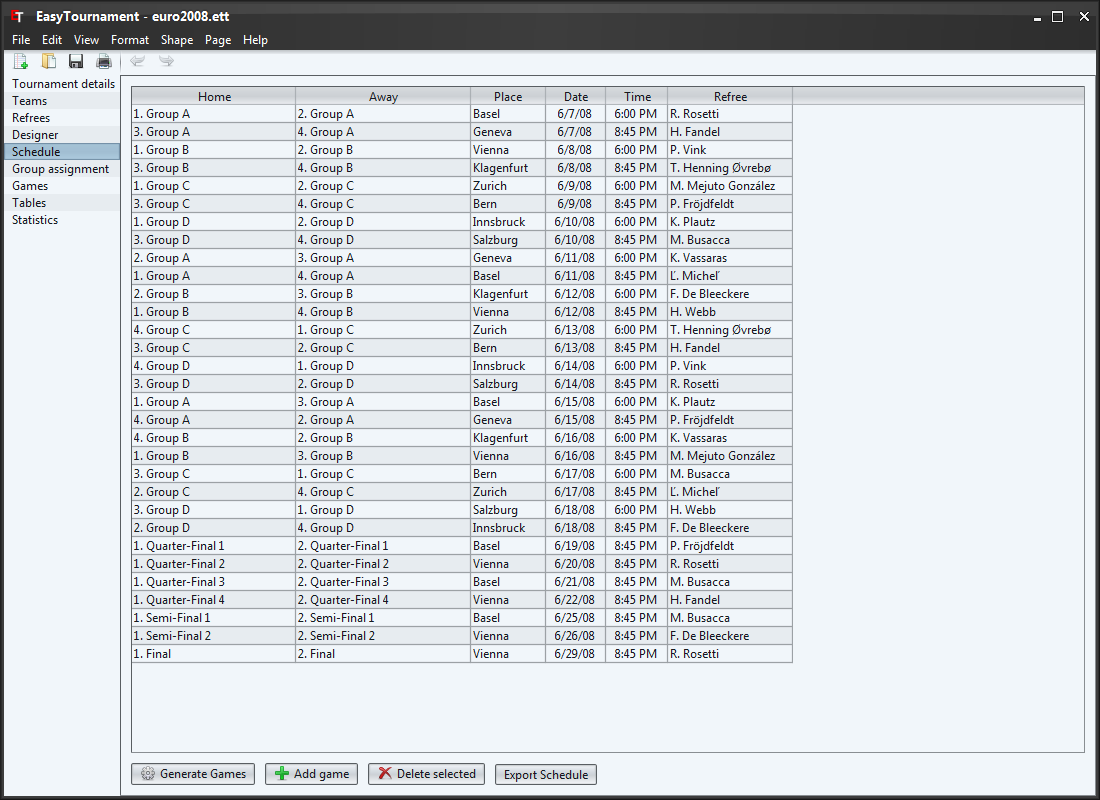 ET EasyTournament - euro2008.ett
File Edit View Format Shape Page Help
Tournament details
Teams
Refrees
Designer
Schedule
Group assignment
Games
Tables
Statistics
Home Away Place Date Time Refree
1. Group A 2. Group A Basel 6/7/08 6:00 PM R. Rosetti
3. Group A 4. Group A Geneva 6/7/08 8:45 PM H. Fandel
1. Group B 2. Group B Vienna 6/8/08 6:00 PM P. Vink
3. Group B 4. Group B Klagenfurt 6/8/08 8:45 PM T. Henning Øvrebø
1. Group C 2. Group C Zurich 6/9/08 6:00 PM M. Mejuto González
3. Group C 4. Group C Bern 6/9/08 8:45 PM P. Fröjdfeldt
1. Group D 2. Group D Innsbruck 6/10/08 6:00 PM K. Plautz
3. Group D 4. Group D Salzburg 6/10/08 8:45 PM M. Busacca
2. Group A 3. Group A Geneva 6/11/08 6:00 PM K. Vassaras
1. Group A 4. Group A Basel 6/11/08 8:45 PM Ľ. Micheľ
2. Group B 3. Group B Klagenfurt 6/12/08 6:00 PM F. De Bleeckere
1. Group B 4. Group B Vienna 6/12/08 8:45 PM H. Webb
4. Group C 1. Group C Zurich 6/13/08 6:00 PM T. Henning Øvrebø
3. Group C 2. Group C Bern 6/13/08 8:45 PM H. Fandel
4. Group D 1. Group D Innsbruck 6/14/08 6:00 PM P. Vink
3. Group D 2. Group D Salzburg 6/14/08 8:45 PM R. Rosetti
1. Group A 3. Group A Basel 6/15/08 6:00 PM K. Plautz
4. Group A 2. Group A Geneva 6/15/08 8:45 PM P. Fröjdfeldt
4. Group B 2. Group B Klagenfurt 6/16/08 6:00 PM K. Vassaras
1. Group B 3. Group B Vienna 6/16/08 8:45 PM M. Mejuto González
3. Group C 1. Group C Bern 6/17/08 6:00 PM M. Busacca
2. Group C 4. Group C Zurich 6/17/08 8:45 PM Ľ. Micheľ
3. Group D 1. Group D Salzburg 6/18/08 6:00 PM H. Webb
2. Group D 4. Group D Innsbruck 6/18/08 8:45 PM F. De Bleeckere
1. Quarter-Final 1 2. Quarter-Final 1 Basel 6/19/08 8:45 PM P. Fröjdfeldt
1. Quarter-Final 2 2. Quarter-Final 2 Vienna 6/20/08 8:45 PM R. Rosetti
1. Quarter-Final 3 2. Quarter-Final 3 Basel 6/21/08 8:45 PM M. Busacca
1. Quarter-Final 4 2. Quarter-Final 4 Vienna 6/22/08 8:45 PM H. Fandel
1. Semi-Final 1 2. Semi-Final 1 Basel 6/25/08 8:45 PM M. Busacca
1. Semi-Final 2 2. Semi-Final 2 Vienna 6/26/08 8:45 PM F. De Bleeckere
1. Final 2. Final Vienna 6/29/08 8:45 PM R. Rosetti
Generate Games Add game Delete selected Export Schedule